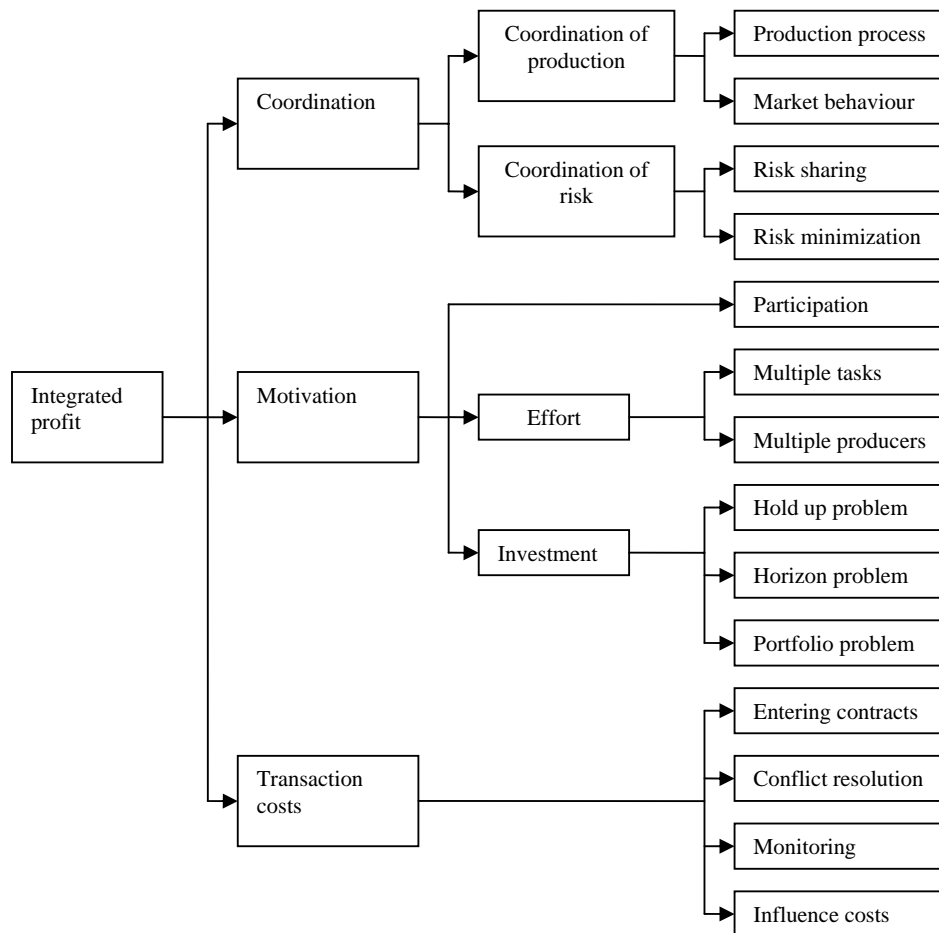 Integrated
profit
Coordination
Coordination of
production
Production process
Market behaviour
Coordination of
risk
Risk sharing
Risk minimization
Motivation
Participation
Effort
Multiple tasks
Multiple producers
Investment
Hold up problem
Horizon problem
Portfolio problem
Transaction
costs
Entering contracts
Conflict resolution
Monitoring
Influence costs